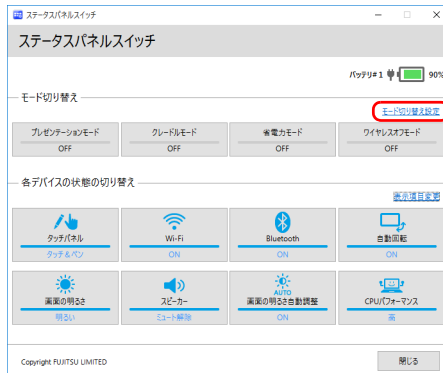 ステータスパネルスイッチ
ステータスパネルスイッチ
バッテリ#1 90%
モード切り替え
モード切り替え設定
プレゼンテーションモード クレードルモード 省電力モード ワイヤレスオフモード
OFF OFF OFF OFF
各デバイスの状態の切り替え
表示項目変更
タッチパネル Wi-Fi Bluetooth 自動回転
タッチ&ペン ON ON ON
AUTO
画面の明るさ スピーカー 画面の明るさ自動調整 CPUパフォーマンス
明るい ミュート解除 ON 高
Copyright FUJITSU LIMITED 閉じる